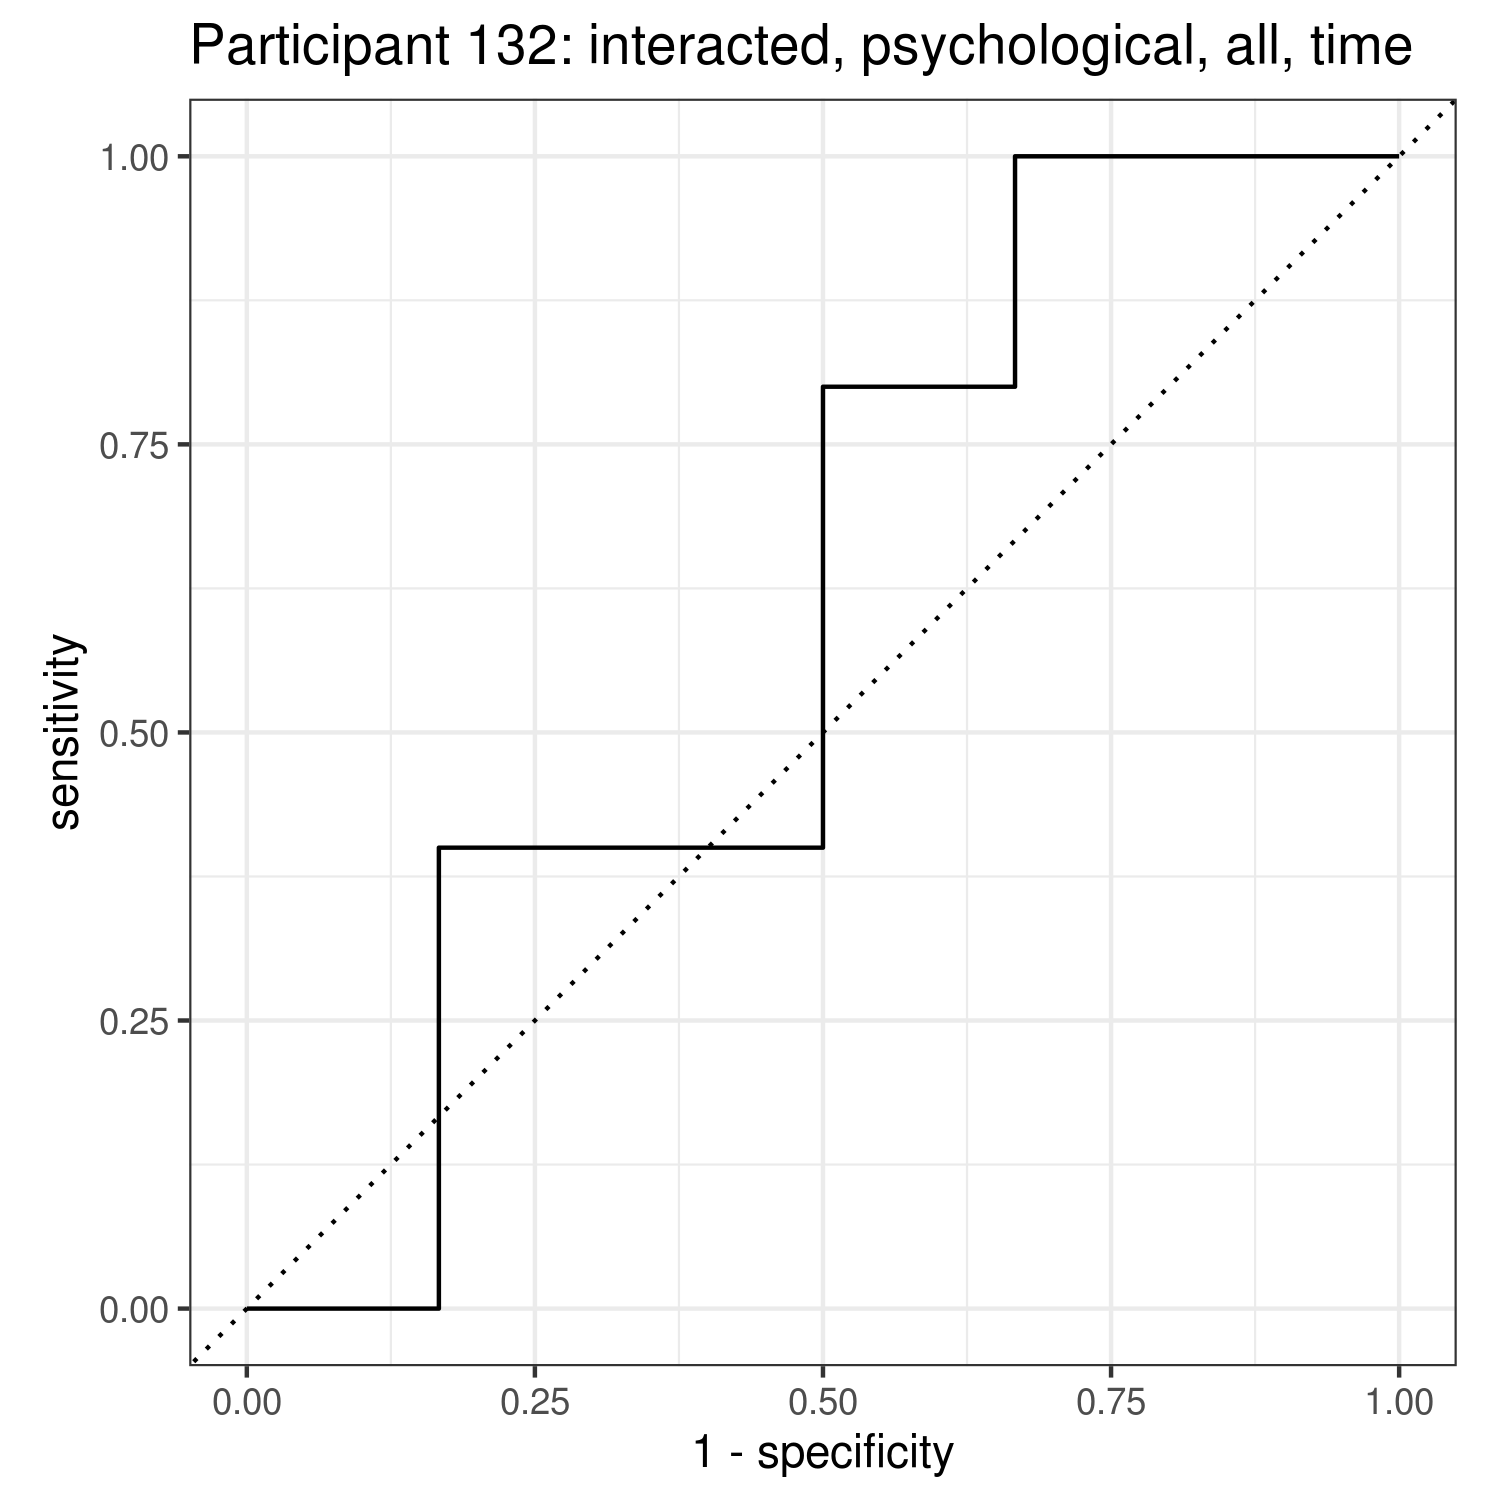 Participant 132: interacted, psychological, all, time
1.00
0.75
0.50
0.25
0.00
sensitivity
0.00 0.25 0.50 0.75 1.00
1 - specificity